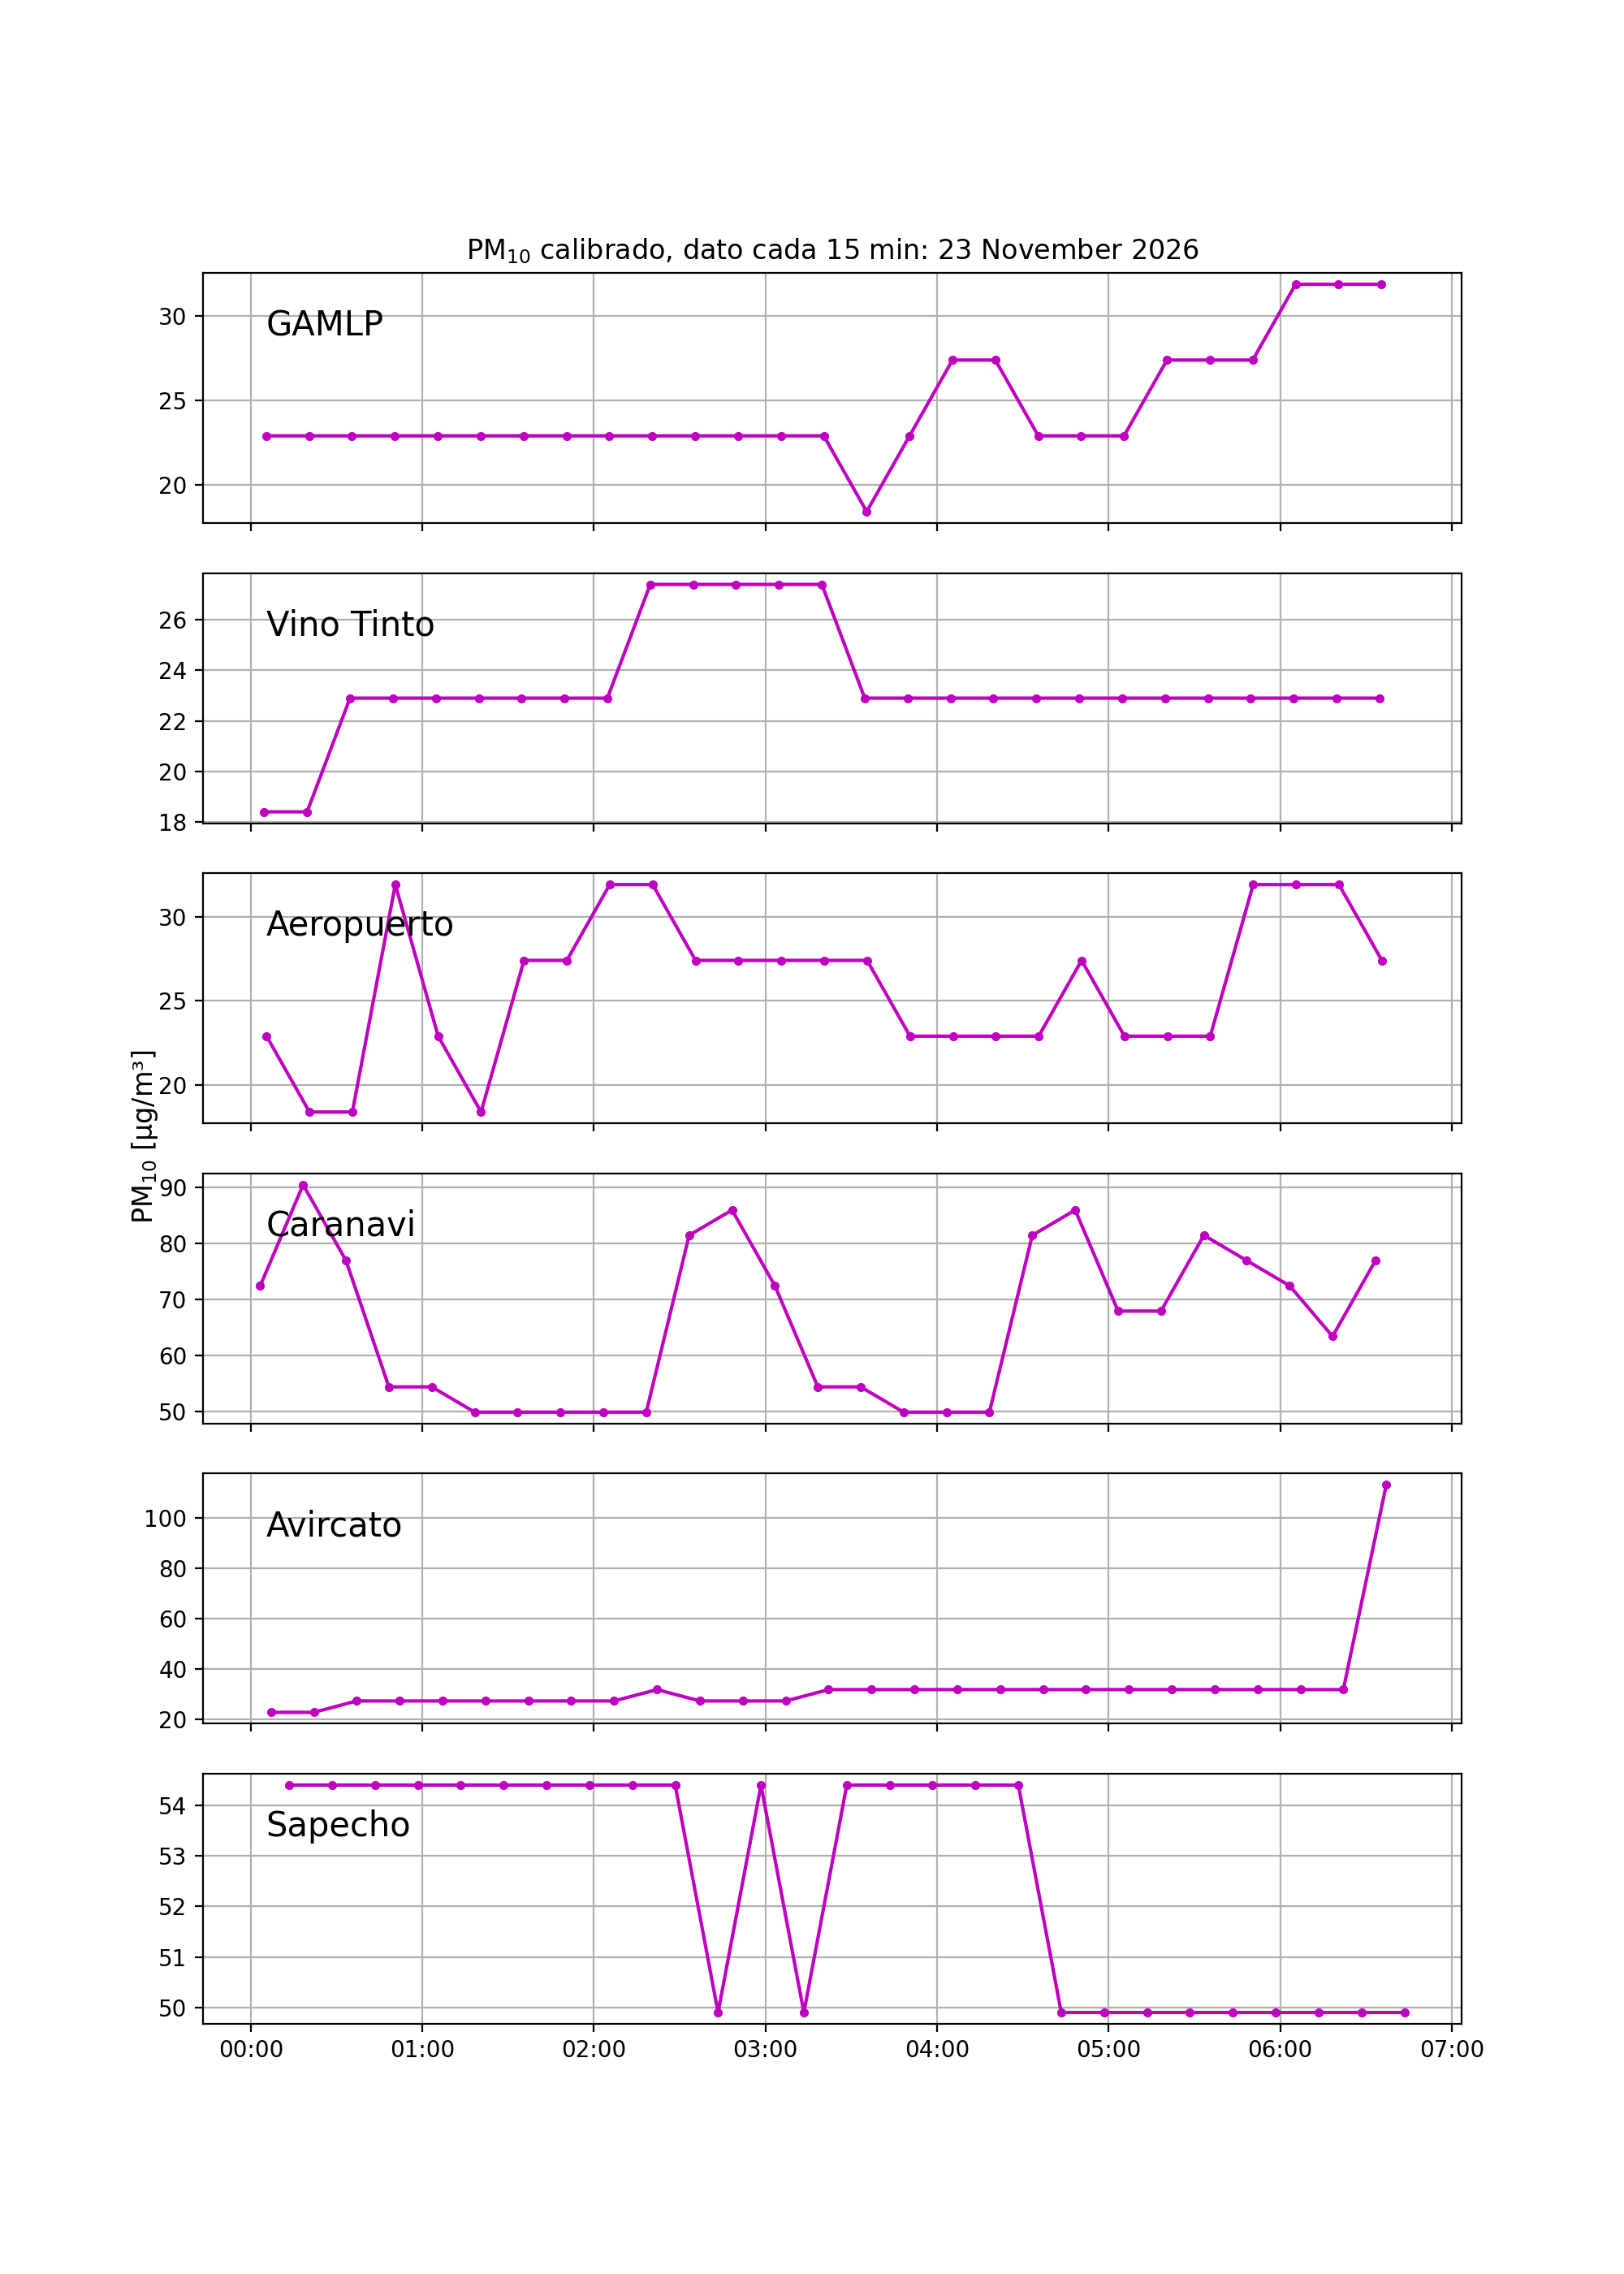 PM₁₀ calibrado, dato cada 15 min: 23 November 2026
GAMLP
30
25
20
Vino Tinto
26
24
22
20
18
Aeropuerto
30
25
20
PM₁₀ [µg/m³]
Caranavi
90
80
70
60
50
Avircato
100
80
60
40
20
Sapecho
54
53
52
51
50
00:00 01:00 02:00 03:00 04:00 05:00 06:00 07:00